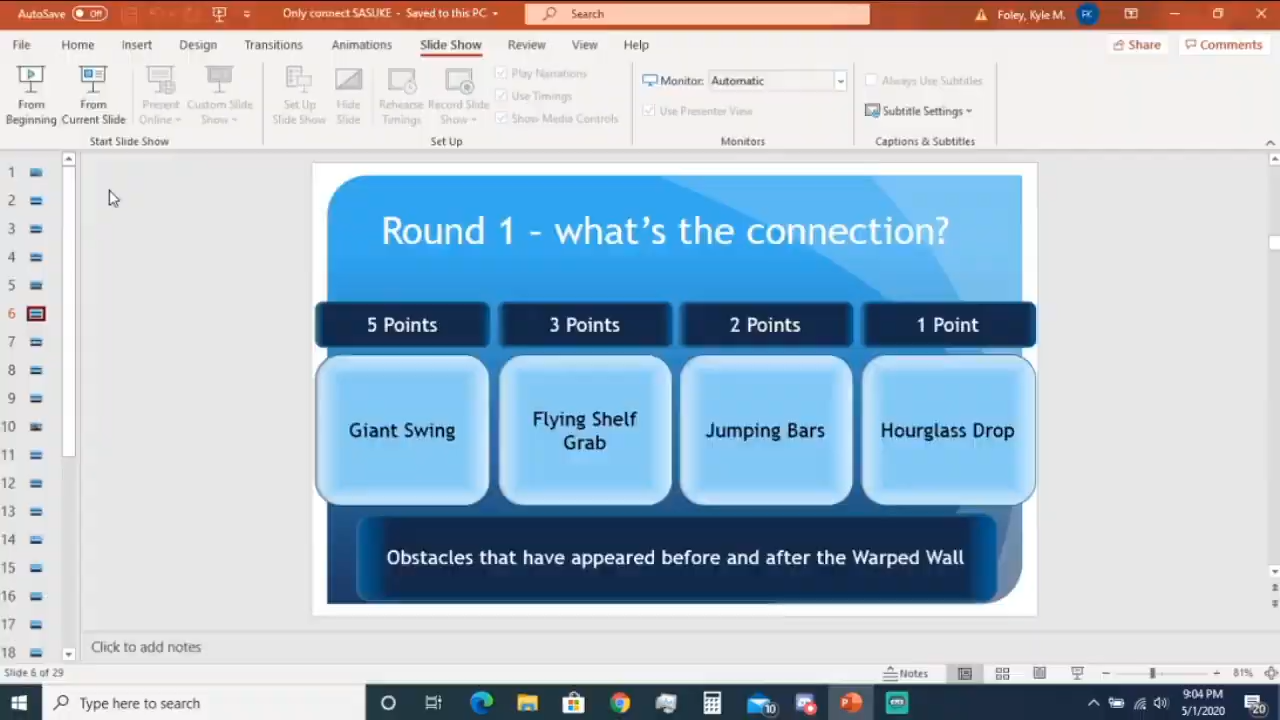 AutoSave Off
Only connect SASUKE - Saved to this PC
Search
Foley, Kyle M.
FK
File Home Insert Design Transitions Animations Slide Show Review View Help
Share
Comments
From Beginning
From Current Slide
Present Online
Custom Slide Show
Start Slide Show
Set Up Slide Show
Hide Slide
Rehearse Timings
Record Slide Show
Play Narrations
Use Timings
Show Media Controls
Set Up
Monitor: Automatic
Use Presenter View
Monitors
Always Use Subtitles
Subtitle Settings
Captions & Subtitles
1
2
3
4
5
6
7
8
9
10
11
12
13
14
15
16
17
18
Round 1 – what's the connection?
5 Points
3 Points
2 Points
1 Point
Giant Swing
Flying Shelf
Grab
Jumping Bars
Hourglass Drop
Obstacles that have appeared before and after the Warped Wall
Click to add notes
Slide 6 of 29
Notes
81%
Type here to search
10
9:04 PM
5/1/2020
20